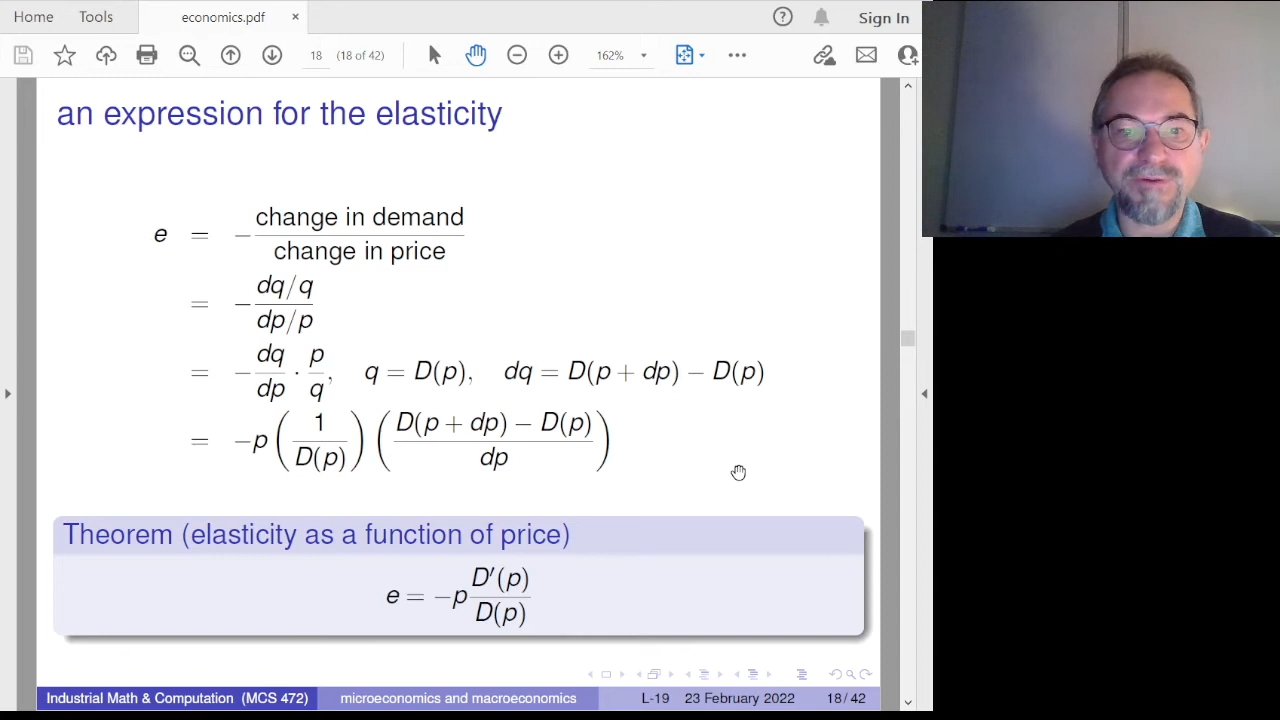 Home Tools economics.pdf × Sign In
18 (18 of 42) 162%
an expression for the elasticity
e = − change in demand / change in price
= − dq/q / dp/p
= − dq/dp · p/q, q = D(p), dq = D(p + dp) − D(p)
= −p (1/D(p)) (D(p + dp) − D(p) / dp)
Theorem (elasticity as a function of price)
e = −p D′(p)/D(p)
Industrial Math & Computation (MCS 472) microeconomics and macroeconomics L-19 23 February 2022 18 / 42